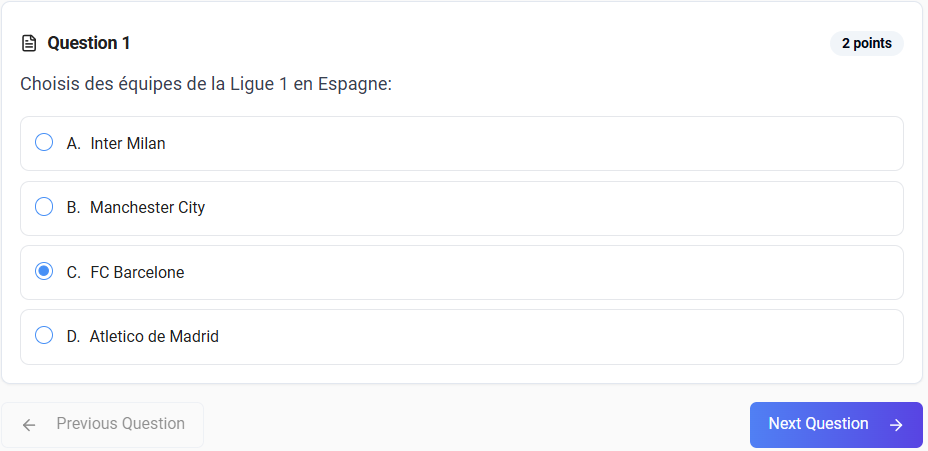 Question 1
2 points
Choisis des équipes de la Ligue 1 en Espagne:
A. Inter Milan
B. Manchester City
C. FC Barcelone
D. Atletico de Madrid
Previous Question
Next Question